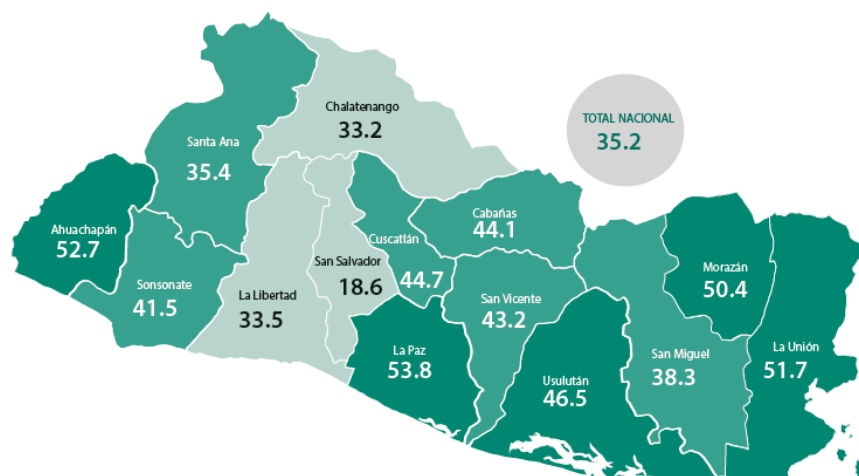 Chalatenango
33.2
TOTAL NACIONAL
35.2
Santa Ana
35.4
Ahuachapán
52.7
Sonsonate
41.5
La Libertad
33.5
San Salvador
18.6
Cuscatlán
44.7
Cabañas
44.1
San Vicente
43.2
La Paz
53.8
Usulután
46.5
San Miguel
38.3
Morazán
50.4
La Unión
51.7